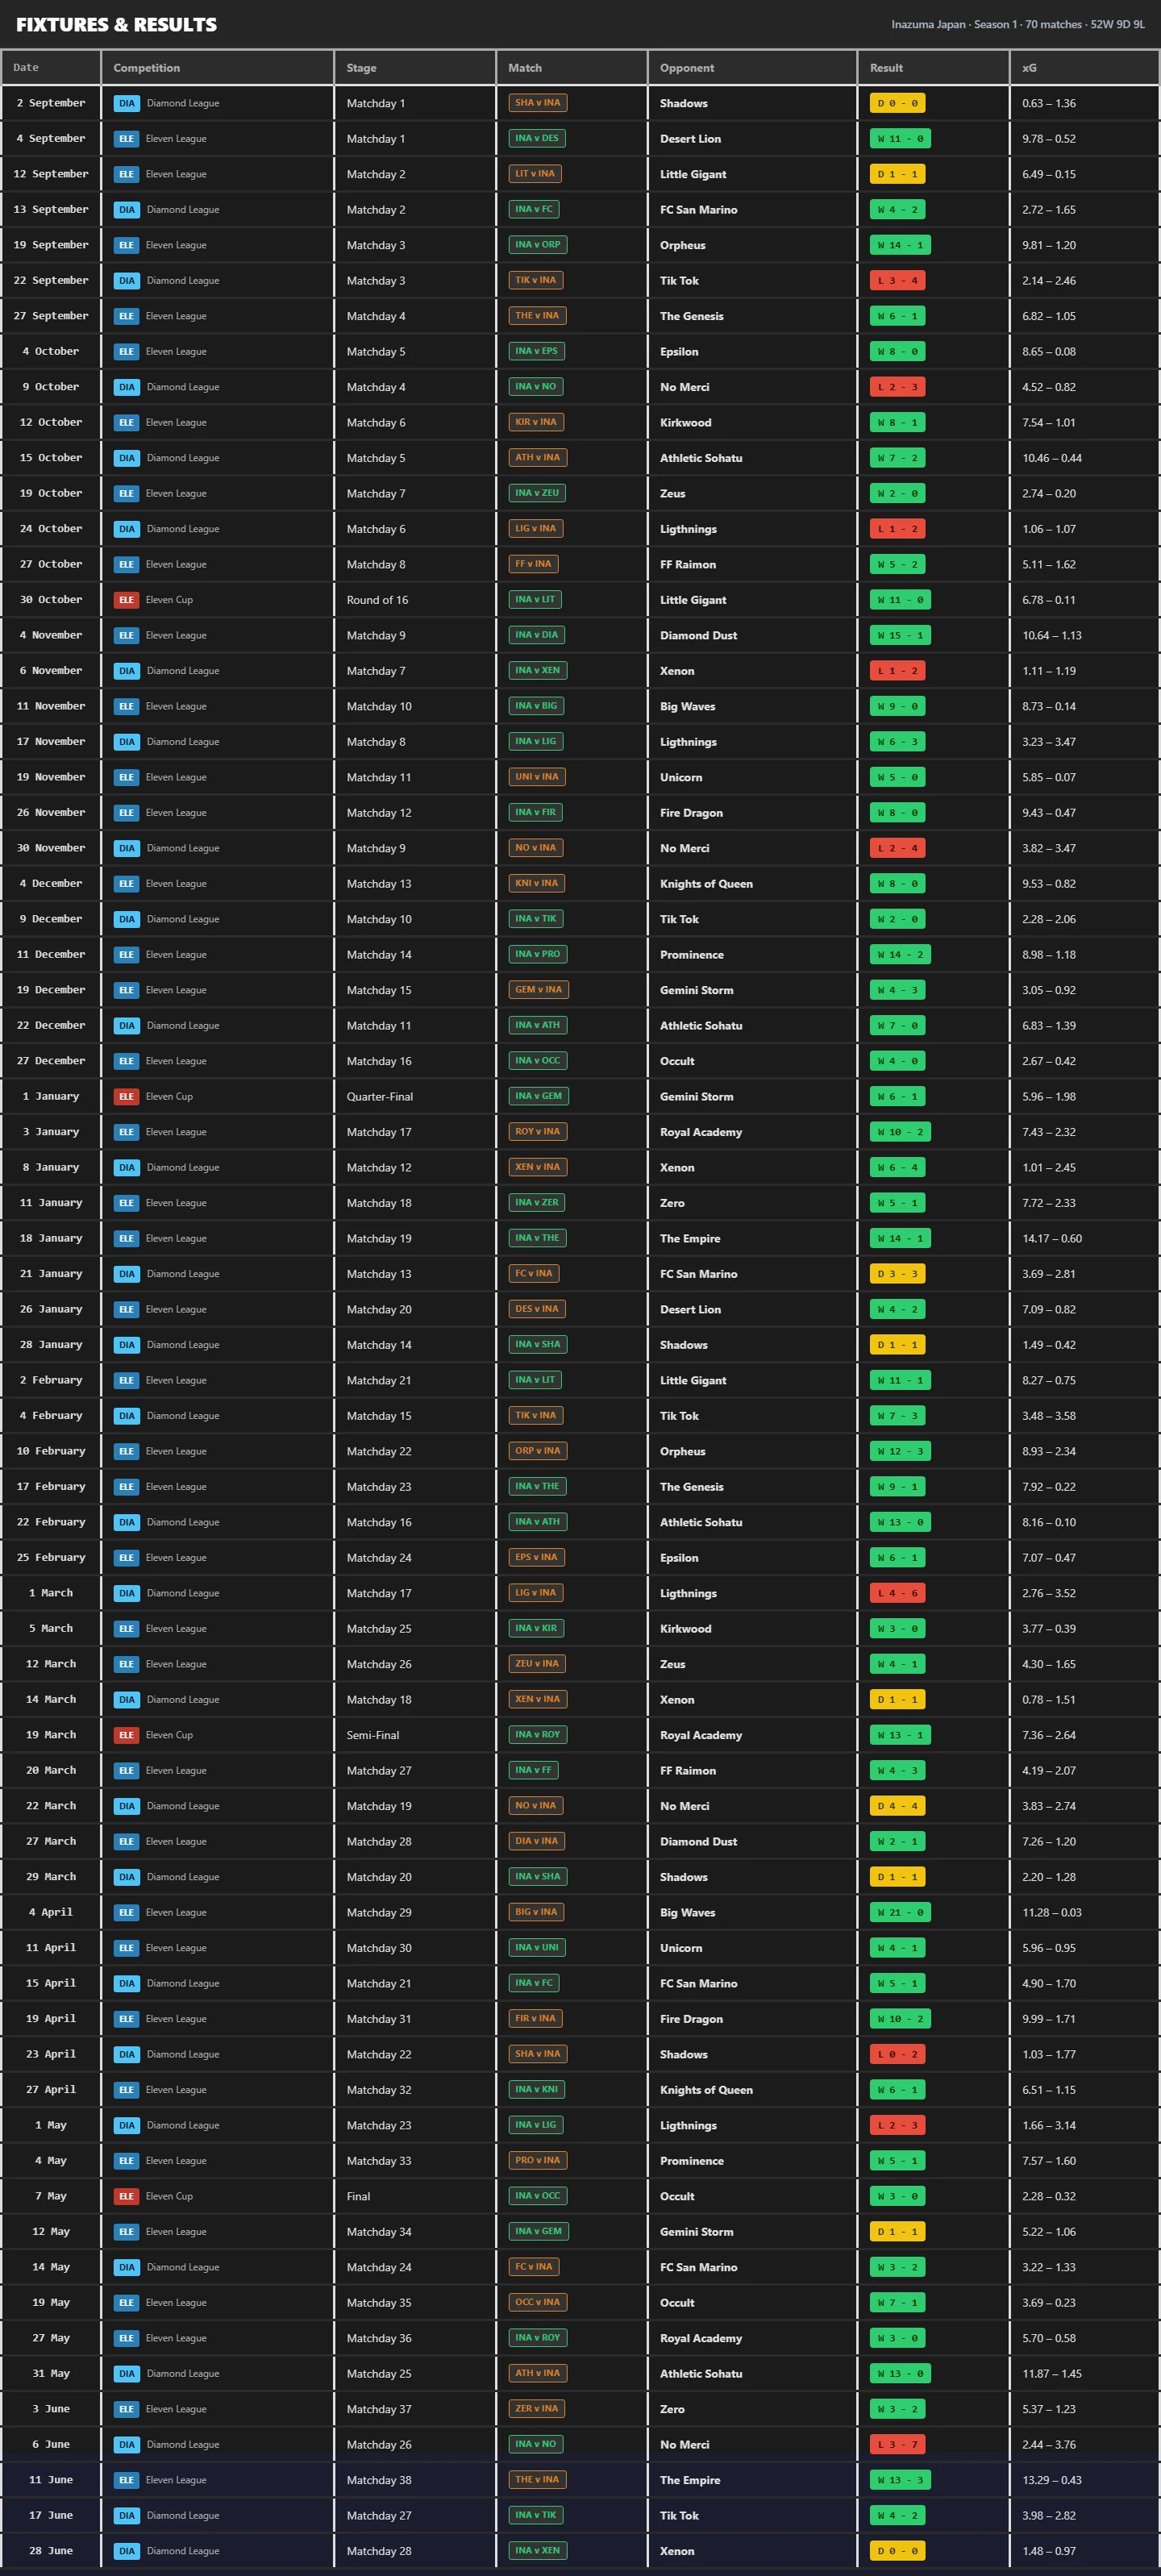 FIXTURES & RESULTS Inazuma Japan · Season 1 · 70 matches · 52W 9D 9L
Date Competition Stage Match Opponent Result xG
2 September DIA Diamond League Matchday 1 SHA v INA Shadows D 0 - 0 0.63 – 1.36
4 September ELE Eleven League Matchday 1 INA v DES Desert Lion W 11 - 0 9.78 – 0.52
12 September ELE Eleven League Matchday 2 LIT v INA Little Gigant D 1 - 1 6.49 – 0.15
13 September DIA Diamond League Matchday 2 INA v FC FC San Marino W 4 - 2 2.72 – 1.65
19 September ELE Eleven League Matchday 3 INA v ORP Orpheus W 14 - 1 9.81 – 1.20
22 September DIA Diamond League Matchday 3 TIK v INA Tik Tok L 3 - 4 2.14 – 2.46
27 September ELE Eleven League Matchday 4 THE v INA The Genesis W 6 - 1 6.82 – 1.05
4 October ELE Eleven League Matchday 5 INA v EPS Epsilon W 8 - 0 8.65 – 0.08
9 October DIA Diamond League Matchday 4 INA v NO No Merci L 2 - 3 4.52 – 0.82
12 October ELE Eleven League Matchday 6 KIR v INA Kirkwood W 8 - 1 7.54 – 1.01
15 October DIA Diamond League Matchday 5 ATH v INA Athletic Sohatu W 7 - 2 10.46 – 0.44
19 October ELE Eleven League Matchday 7 INA v ZEU Zeus W 2 - 0 2.74 – 0.20
24 October DIA Diamond League Matchday 6 LIG v INA Ligthnings L 1 - 2 1.06 – 1.07
27 October ELE Eleven League Matchday 8 FF v INA FF Raimon W 5 - 2 5.11 – 1.62
30 October ELE Eleven Cup Round of 16 INA v LIT Little Gigant W 11 - 0 6.78 – 0.11
4 November ELE Eleven League Matchday 9 INA v DIA Diamond Dust W 15 - 1 10.64 – 1.13
6 November DIA Diamond League Matchday 7 INA v XEN Xenon L 1 - 2 1.11 – 1.19
11 November ELE Eleven League Matchday 10 INA v BIG Big Waves W 9 - 0 8.73 – 0.14
17 November DIA Diamond League Matchday 8 INA v LIG Ligthnings W 6 - 3 3.23 – 3.47
19 November ELE Eleven League Matchday 11 UNI v INA Unicorn W 5 - 0 5.85 – 0.07
26 November ELE Eleven League Matchday 12 INA v FIR Fire Dragon W 8 - 0 9.43 – 0.47
30 November DIA Diamond League Matchday 9 NO v INA No Merci L 2 - 4 3.82 – 3.47
4 December ELE Eleven League Matchday 13 KNI v INA Knights of Queen W 8 - 0 9.53 – 0.82
9 December DIA Diamond League Matchday 10 INA v TIK Tik Tok W 2 - 0 2.28 – 2.06
11 December ELE Eleven League Matchday 14 INA v PRO Prominence W 14 - 2 8.98 – 1.18
19 December ELE Eleven League Matchday 15 GEM v INA Gemini Storm W 4 - 3 3.05 – 0.92
22 December DIA Diamond League Matchday 11 INA v ATH Athletic Sohatu W 7 - 0 6.83 – 1.39
27 December ELE Eleven League Matchday 16 INA v OCC Occult W 4 - 0 2.67 – 0.42
1 January ELE Eleven Cup Quarter-Final INA v GEM Gemini Storm W 6 - 1 5.96 – 1.98
3 January ELE Eleven League Matchday 17 ROY v INA Royal Academy W 10 - 2 7.43 – 2.32
8 January DIA Diamond League Matchday 12 XEN v INA Xenon W 6 - 4 1.01 – 2.45
11 January ELE Eleven League Matchday 18 INA v ZER Zero W 5 - 1 7.72 – 2.33
18 January ELE Eleven League Matchday 19 INA v THE The Empire W 14 - 1 14.17 – 0.60
21 January DIA Diamond League Matchday 13 FC v INA FC San Marino D 3 - 3 3.69 – 2.81
26 January ELE Eleven League Matchday 20 DES v INA Desert Lion W 4 - 2 7.09 – 0.82
28 January DIA Diamond League Matchday 14 INA v SHA Shadows D 1 - 1 1.49 – 0.42
2 February ELE Eleven League Matchday 21 INA v LIT Little Gigant W 11 - 1 8.27 – 0.75
4 February DIA Diamond League Matchday 15 TIK v INA Tik Tok W 7 - 3 3.48 – 3.58
10 February ELE Eleven League Matchday 22 ORP v INA Orpheus W 12 - 3 8.93 – 2.34
17 February ELE Eleven League Matchday 23 INA v THE The Genesis W 9 - 1 7.92 – 0.22
22 February DIA Diamond League Matchday 16 INA v ATH Athletic Sohatu W 13 - 0 8.16 – 0.10
25 February ELE Eleven League Matchday 24 EPS v INA Epsilon W 6 - 1 7.07 – 0.47
1 March DIA Diamond League Matchday 17 LIG v INA Ligthnings L 4 - 6 2.76 – 3.52
5 March ELE Eleven League Matchday 25 INA v KIR Kirkwood W 3 - 0 3.77 – 0.39
12 March ELE Eleven League Matchday 26 ZEU v INA Zeus W 4 - 1 4.30 – 1.65
14 March DIA Diamond League Matchday 18 XEN v INA Xenon D 1 - 1 0.78 – 1.51
19 March ELE Eleven Cup Semi-Final INA v ROY Royal Academy W 13 - 1 7.36 – 2.64
20 March ELE Eleven League Matchday 27 INA v FF FF Raimon W 4 - 3 4.19 – 2.07
22 March DIA Diamond League Matchday 19 NO v INA No Merci D 4 - 4 3.83 – 2.74
27 March ELE Eleven League Matchday 28 DIA v INA Diamond Dust W 2 - 1 7.26 – 1.20
29 March DIA Diamond League Matchday 20 INA v SHA Shadows D 1 - 1 2.20 – 1.28
4 April ELE Eleven League Matchday 29 BIG v INA Big Waves W 21 - 0 11.28 – 0.03
11 April ELE Eleven League Matchday 30 INA v UNI Unicorn W 4 - 1 5.96 – 0.95
15 April DIA Diamond League Matchday 21 INA v FC FC San Marino W 5 - 1 4.90 – 1.70
19 April ELE Eleven League Matchday 31 FIR v INA Fire Dragon W 10 - 2 9.99 – 1.71
23 April DIA Diamond League Matchday 22 SHA v INA Shadows L 0 - 2 1.03 – 1.77
27 April ELE Eleven League Matchday 32 INA v KNI Knights of Queen W 6 - 1 6.51 – 1.15
1 May DIA Diamond League Matchday 23 INA v LIG Ligthnings L 2 - 3 1.66 – 3.14
4 May ELE Eleven League Matchday 33 PRO v INA Prominence W 5 - 1 7.57 – 1.60
7 May ELE Eleven Cup Final INA v OCC Occult W 3 - 0 2.28 – 0.32
12 May ELE Eleven League Matchday 34 INA v GEM Gemini Storm D 1 - 1 5.22 – 1.06
14 May DIA Diamond League Matchday 24 FC v INA FC San Marino W 3 - 2 3.22 – 1.33
19 May ELE Eleven League Matchday 35 OCC v INA Occult W 7 - 1 3.69 – 0.23
27 May ELE Eleven League Matchday 36 INA v ROY Royal Academy W 3 - 0 5.70 – 0.58
31 May DIA Diamond League Matchday 25 ATH v INA Athletic Sohatu W 13 - 0 11.87 – 1.45
3 June ELE Eleven League Matchday 37 ZER v INA Zero W 3 - 2 5.37 – 1.23
6 June DIA Diamond League Matchday 26 INA v NO No Merci L 3 - 7 2.44 – 3.76
11 June ELE Eleven League Matchday 38 THE v INA The Empire W 13 - 3 13.29 – 0.43
17 June DIA Diamond League Matchday 27 INA v TIK Tik Tok W 4 - 2 3.98 – 2.82
28 June DIA Diamond League Matchday 28 INA v XEN Xenon D 0 - 0 1.48 – 0.97